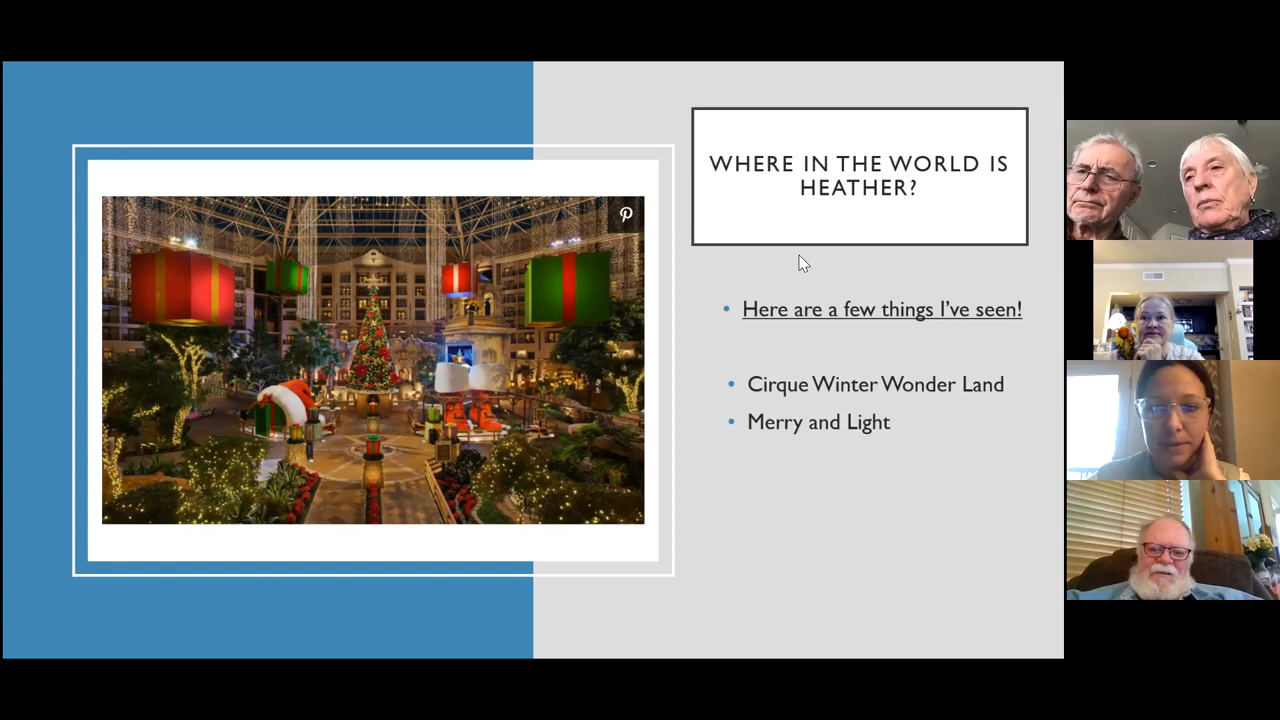 WHERE IN THE WORLD IS
HEATHER?
Here are a few things I've seen!
Cirque Winter Wonder Land
Merry and Light